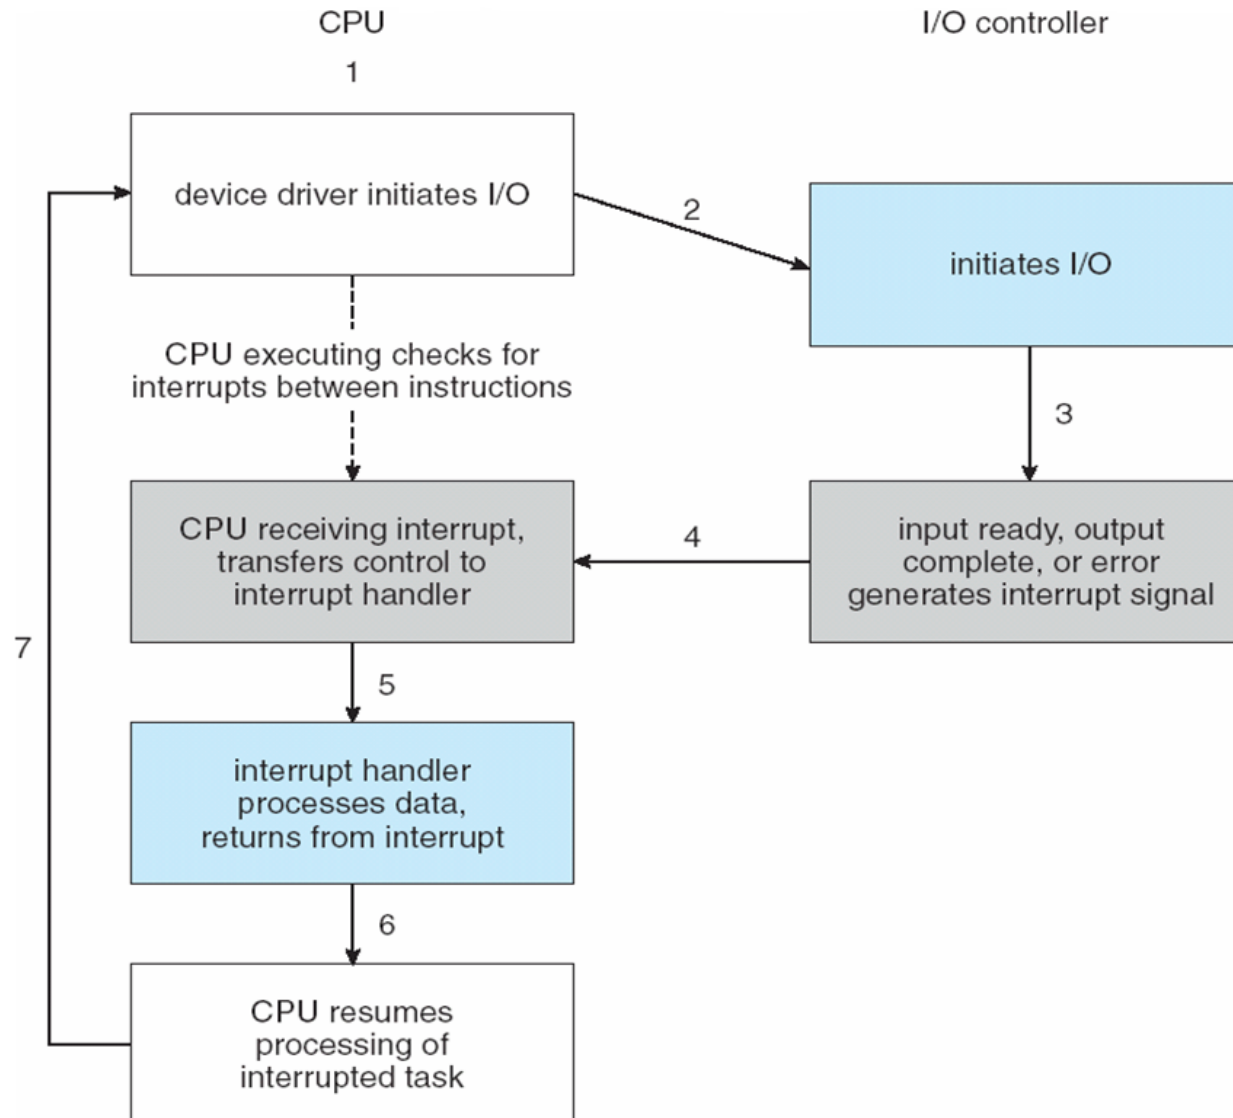 CPU
I/O controller
1
device driver initiates I/O
2
initiates I/O
CPU executing checks for
interrupts between instructions
3
CPU receiving interrupt,
transfers control to
interrupt handler
4
input ready, output
complete, or error
generates interrupt signal
7
5
interrupt handler
processes data,
returns from interrupt
6
CPU resumes
processing of
interrupted task